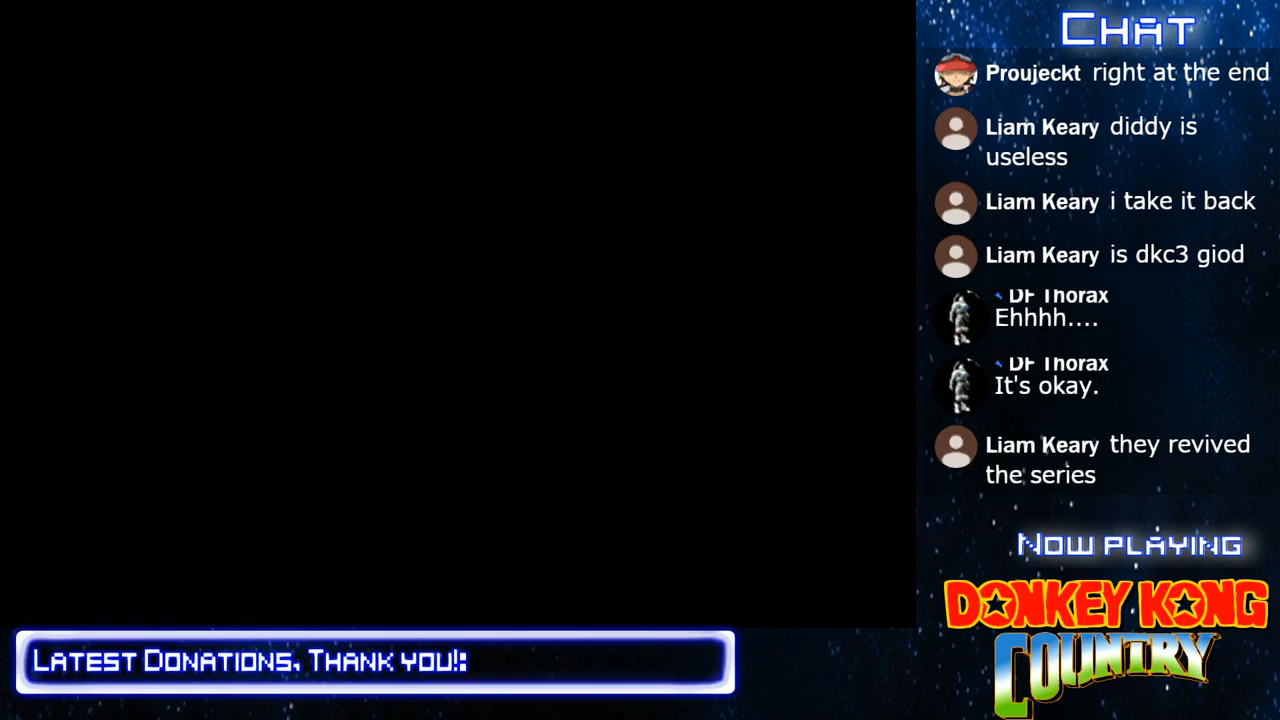 CHAT
Proujeckt right at the end
Liam Keary diddy is
useless
Liam Keary i take it back
Liam Keary is dkc3 giod
DF Thorax
Ehhhh....
DF Thorax
It's okay.
Liam Keary they revived
the series
NOW PLAYING
DONKEY KONG
COUNTRY
LATEST DONATIONS, THANK YOU!: